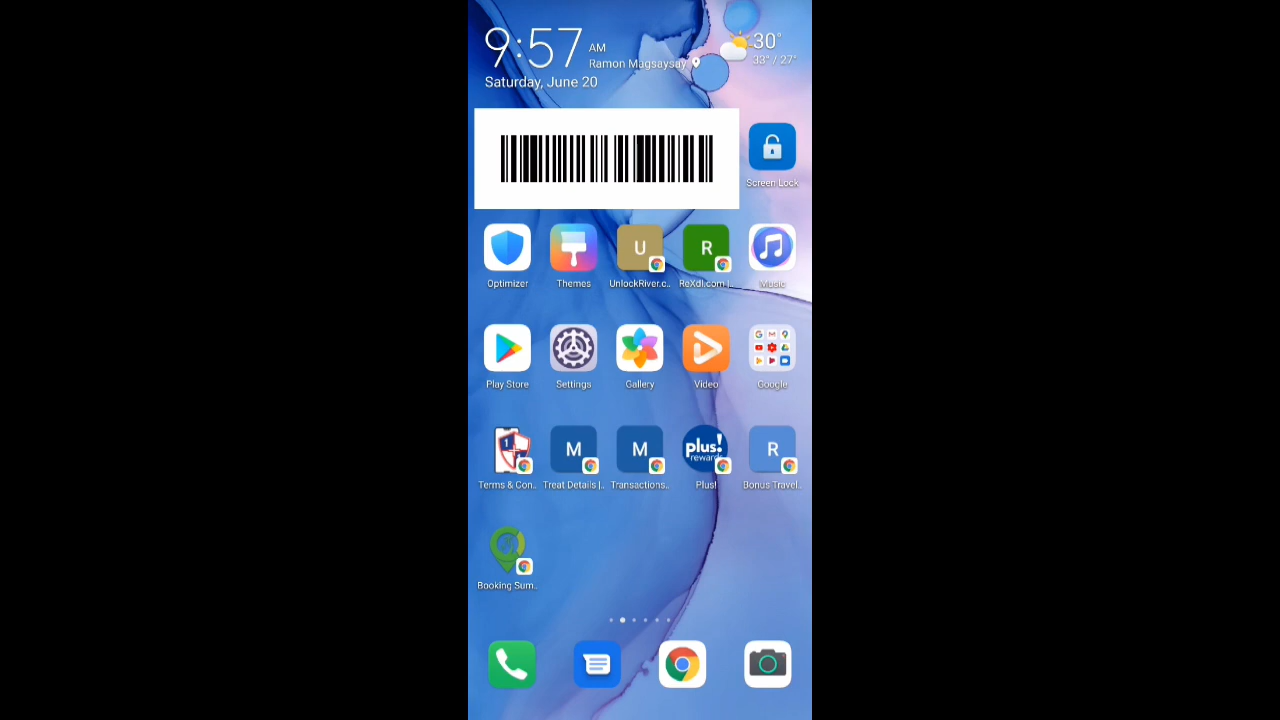 9:57 AM
Ramon Magsaysay
Saturday, June 20
30°
33° / 27°
Screen Lock
Optimizer
Themes
U
UnlockRiver.c..
R
ReXdl.com |..
Music
Play Store
Settings
Gallery
Video
Google
1
Terms & Con..
M
Treat Details |..
M
Transactions..
plus!
rewards
Plus!
R
Bonus Travel..
Booking Sum..